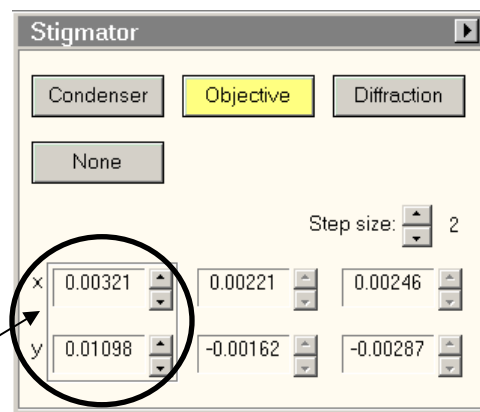 Stigmator
Condenser Objective Diffraction
None
Step size: 2
x 0.00321 0.00221 0.00246
y 0.01098 -0.00162 -0.00287